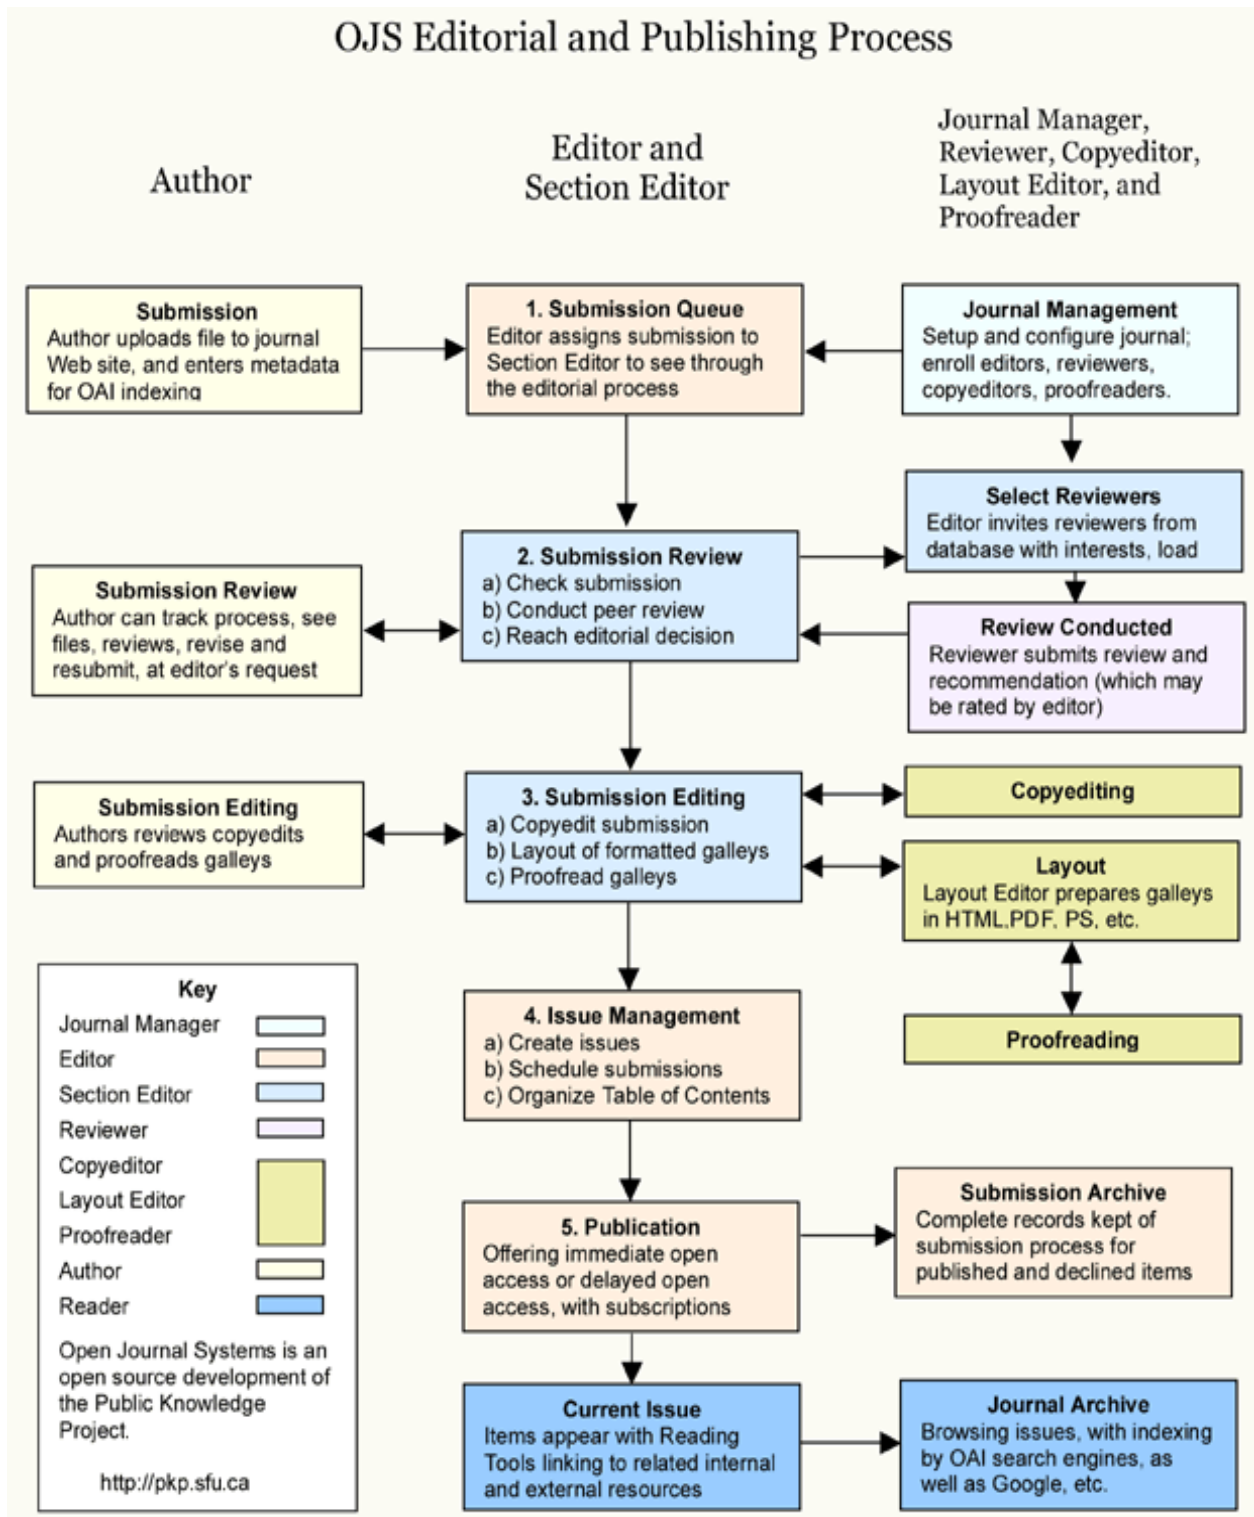 OJS Editorial and Publishing Process
Author
Editor and
Section Editor
Journal Manager,
Reviewer, Copyeditor,
Layout Editor, and
Proofreader
Submission
Author uploads file to journal
Web site, and enters metadata
for OAI indexing
1. Submission Queue
Editor assigns submission to
Section Editor to see through
the editorial process
Journal Management
Setup and configure journal;
enroll editors, reviewers,
copyeditors, proofreaders.
Select Reviewers
Editor invites reviewers from
database with interests, load
Submission Review
Author can track process, see
files, reviews, revise and
resubmit, at editor's request
2. Submission Review
a) Check submission
b) Conduct peer review
c) Reach editorial decision
Review Conducted
Reviewer submits review and
recommendation (which may
be rated by editor)
Submission Editing
Authors reviews copyedits
and proofreads galleys
3. Submission Editing
a) Copyedit submission
b) Layout of formatted galleys
c) Proofread galleys
Copyediting
Layout
Layout Editor prepares galleys
in HTML.PDF, PS, etc.
Proofreading
4. Issue Management
a) Create issues
b) Schedule submissions
c) Organize Table of Contents
5. Publication
Offering immediate open
access or delayed open
access, with subscriptions
Submission Archive
Complete records kept of
submission process for
published and declined items
Current Issue
Items appear with Reading
Tools linking to related internal
and external resources
Journal Archive
Browsing issues, with indexing
by OAI search engines, as
well as Google, etc.
Key
Journal Manager
Editor
Section Editor
Reviewer
Copyeditor
Layout Editor
Proofreader
Author
Reader
Open Journal Systems is an
open source development of
the Public Knowledge
Project.
http://pkp.sfu.ca